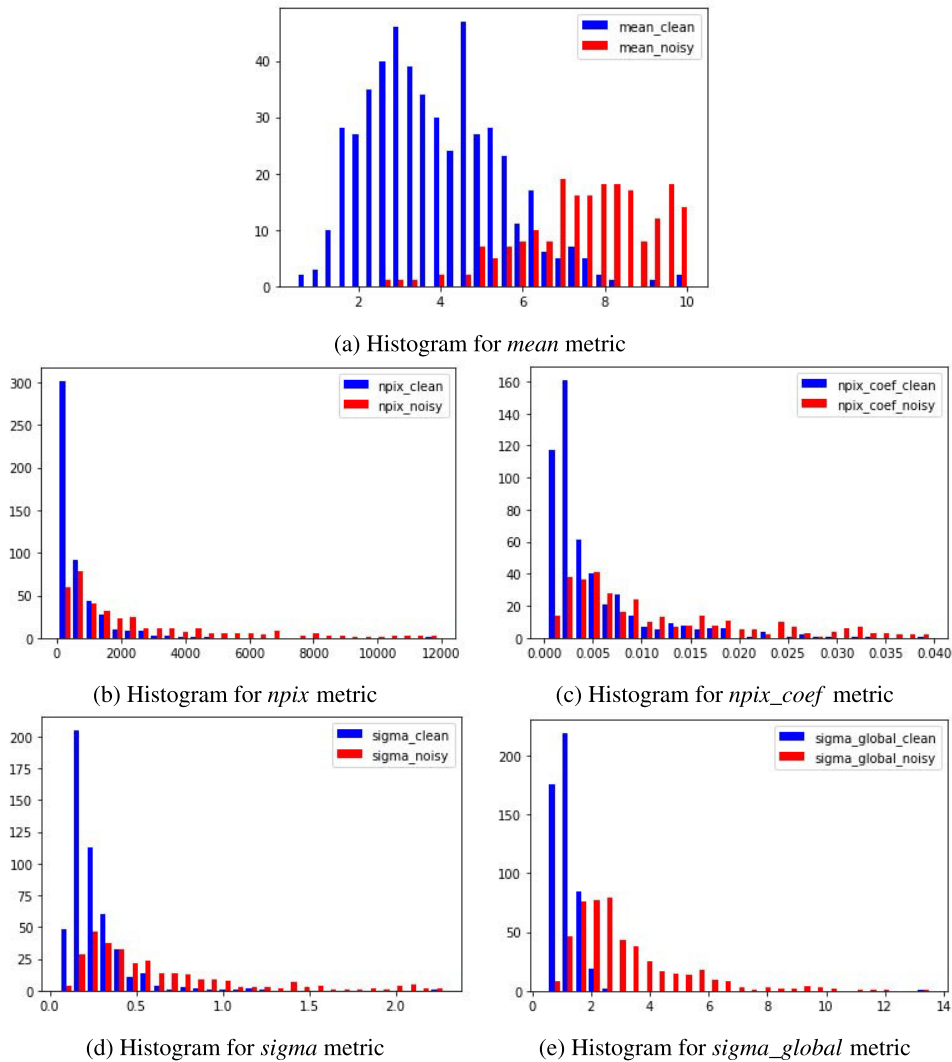 mean_clean
mean_noisy
40
30
20
10
0
2 4 6 8 10
(a) Histogram for mean metric
npix_clean
npix_noisy
300
250
200
150
100
50
0
0 2000 4000 6000 8000 10000 12000
(b) Histogram for npix metric
npix_coef_clean
npix_coef_noisy
160
140
120
100
80
60
40
20
0
0.000 0.005 0.010 0.015 0.020 0.025 0.030 0.035 0.040
(c) Histogram for npix_coef metric
sigma_clean
sigma_noisy
200
175
150
125
100
75
50
25
0
0.0 0.5 1.0 1.5 2.0
(d) Histogram for sigma metric
sigma_global_clean
sigma_global_noisy
200
150
100
50
0
0 2 4 6 8 10 12 14
(e) Histogram for sigma_global metric